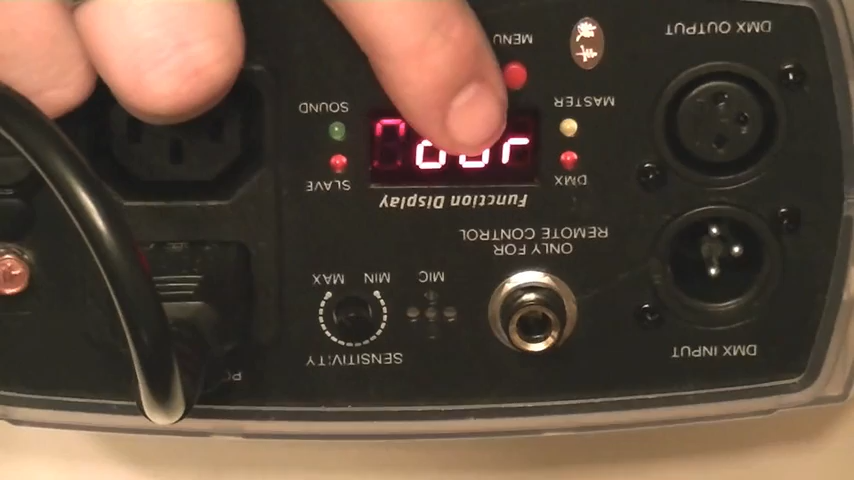 DMX INPUT
SENSITIVITY
MIC
MIN MAX
ONLY FOR
REMOTE CONTROL
Function Display
DMX
SLAVE
MASTER
SOUND
MENU
DMX OUTPUT